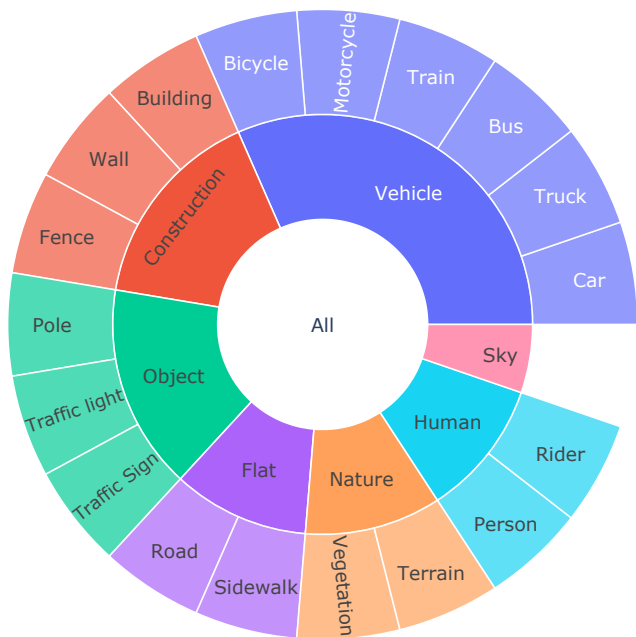 Bicycle
Motorcycle
Train
Building
Bus
Wall
Vehicle
Truck
Construction
Fence
Car
All
Pole
Sky
Object
Traffic light
Human
Rider
Flat
Nature
Traffic Sign
Person
Road
Sidewalk
Vegetation
Terrain